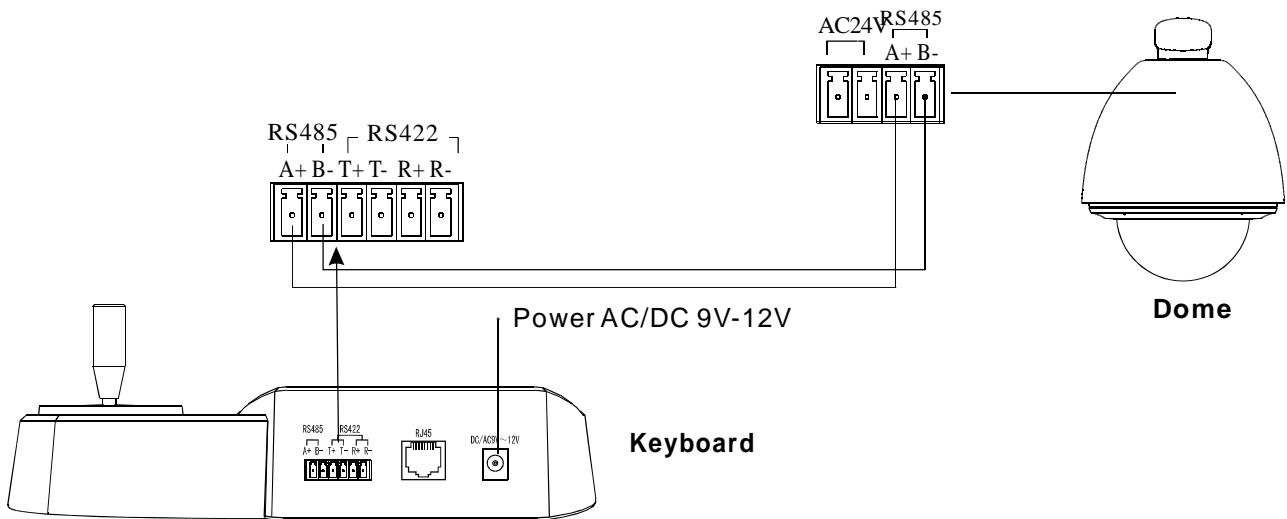 AC24V RS485
A+ B-
RS485 RS422
A+ B- T+ T- R+ R-
Dome
Power AC/DC 9V-12V
RS485 RS422 RJ45 DC/AC9V~12V
A+ B- T+ T- R+ R-
Keyboard